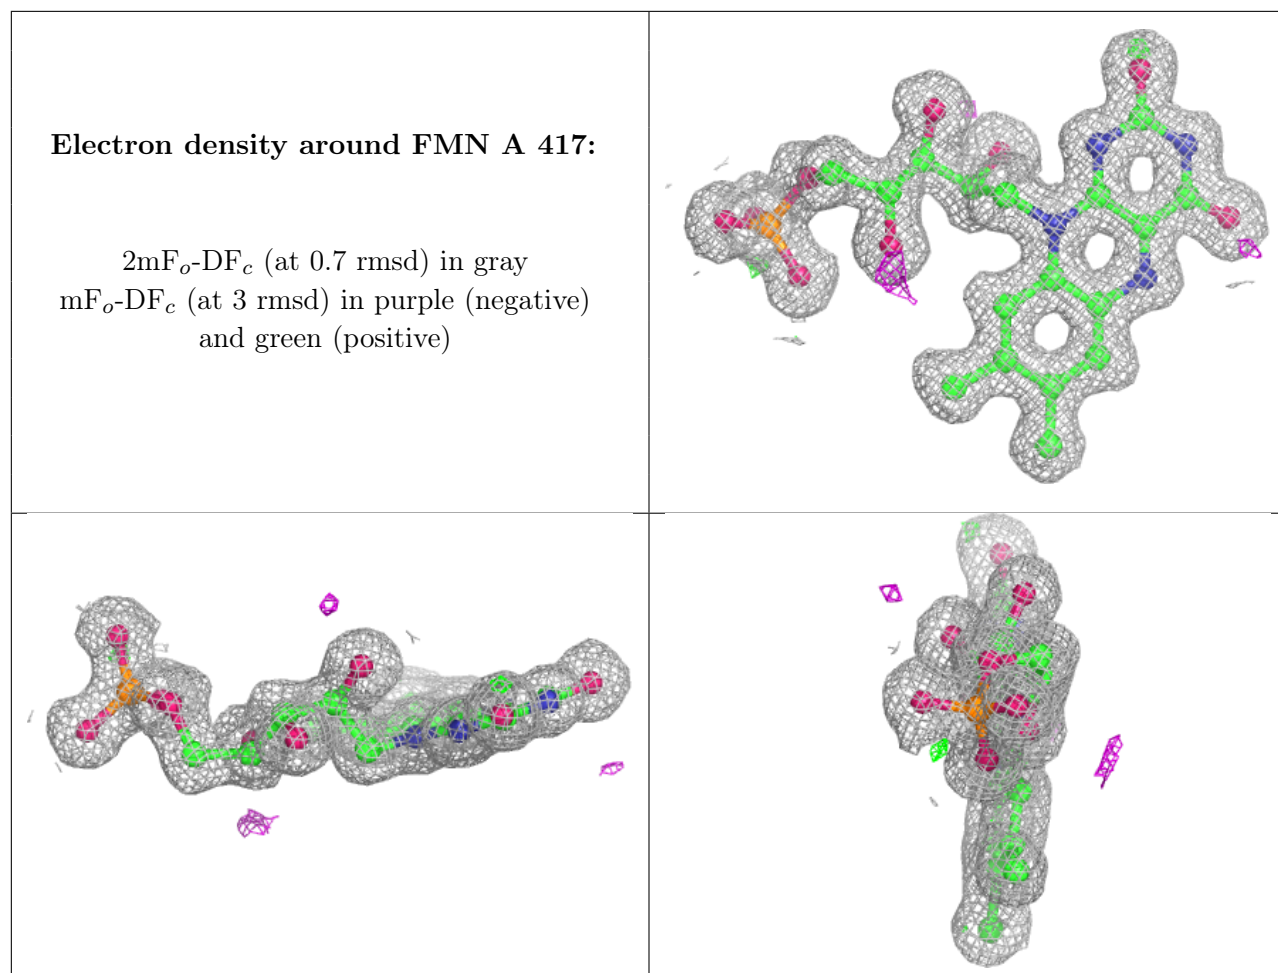 Electron density around FMN A 417:
2mFo-DFc (at 0.7 rmsd) in gray
mFo-DFc (at 3 rmsd) in purple (negative)
and green (positive)